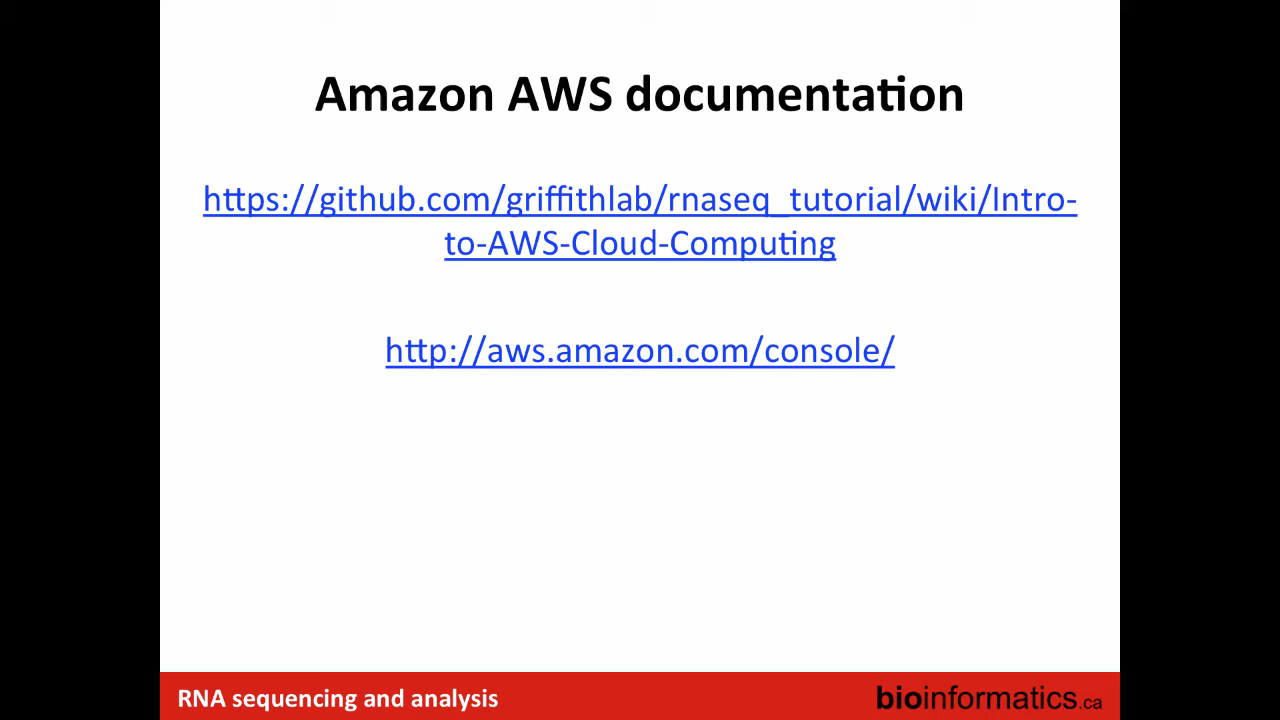 Amazon AWS documentation
https://github.com/griffithlab/rnaseq_tutorial/wiki/Intro-
to-AWS-Cloud-Computing
http://aws.amazon.com/console/
RNA sequencing and analysis
bioinformatics.ca